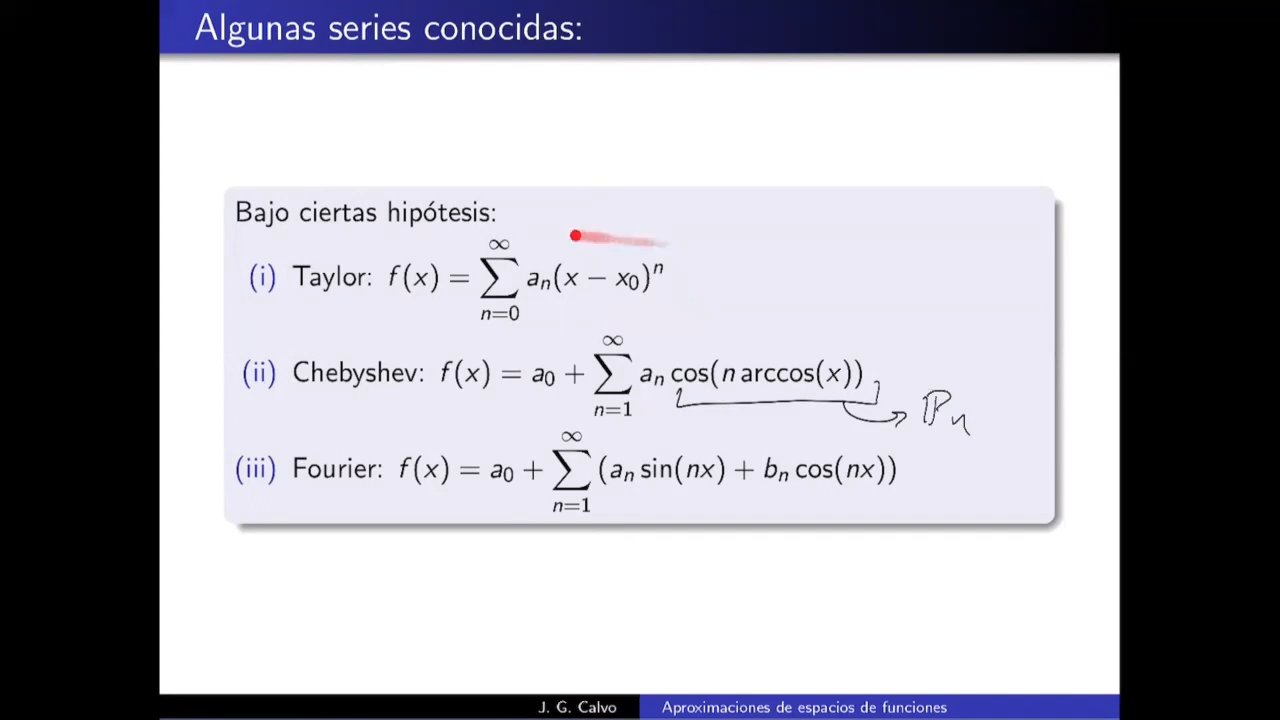 Algunas series conocidas:
Bajo ciertas hipótesis:
(i) Taylor: f(x) = ∑_{n=0}^{∞} a_n(x − x_0)^n
(ii) Chebyshev: f(x) = a_0 + ∑_{n=1}^{∞} a_n cos(n arccos(x))
ℙ_n
(iii) Fourier: f(x) = a_0 + ∑_{n=1}^{∞} (a_n sin(nx) + b_n cos(nx))
J. G. Calvo
Aproximaciones de espacios de funciones